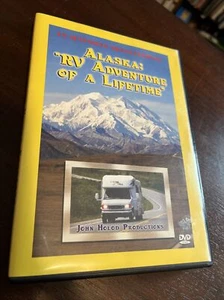 ALASKA:
"RV ADVENTURE
OF A LIFETIME"
JOHN HOLOD PRODUCTIONS
DVD